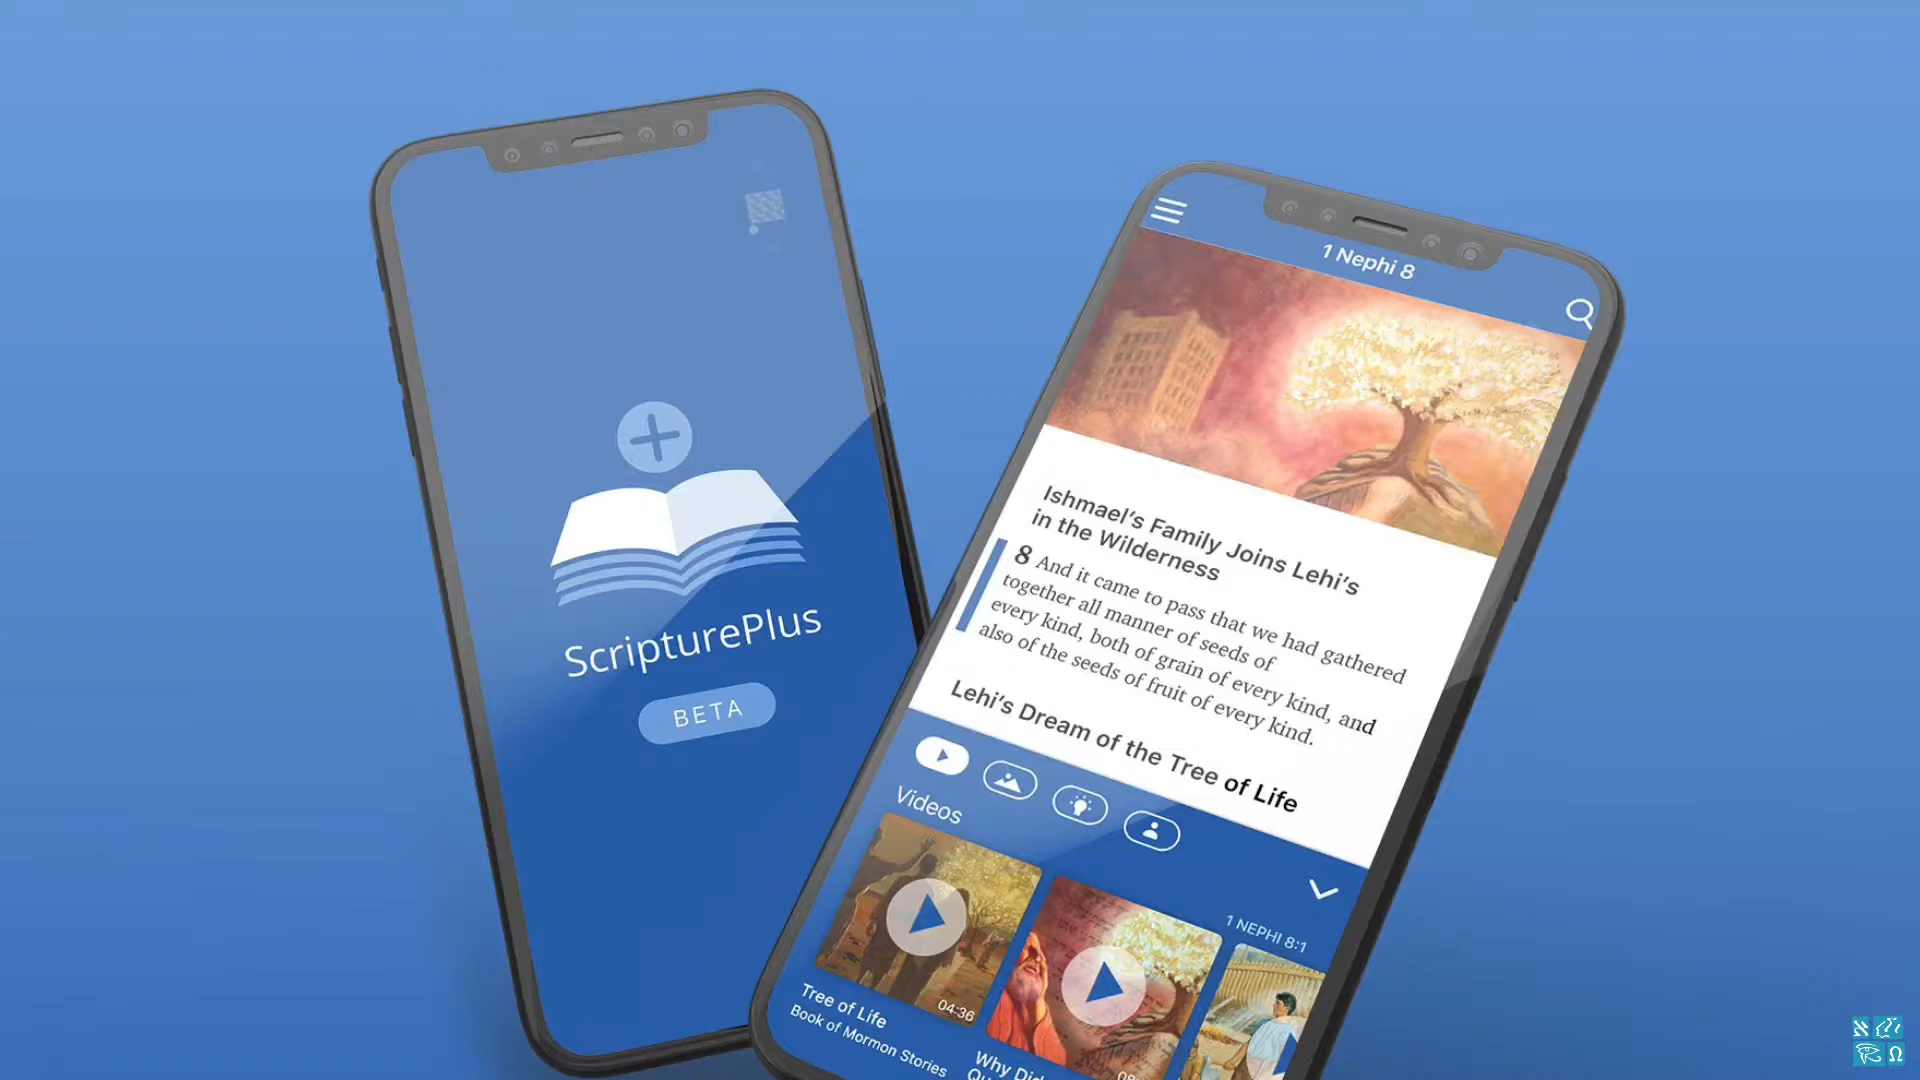 ScripturePlus
BETA
1 Nephi 8
Ishmael’s Family Joins Lehi’s
in the Wilderness
8 And it came to pass that we had gathered
together all manner of seeds of
every kind, both of grain of every kind, and
also of the seeds of fruit of every kind.
Lehi’s Dream of the Tree of Life
Videos
1 NEPHI 8:1
04:36
Tree of Life
Book of Mormon Stories
Why Did
א
Ω